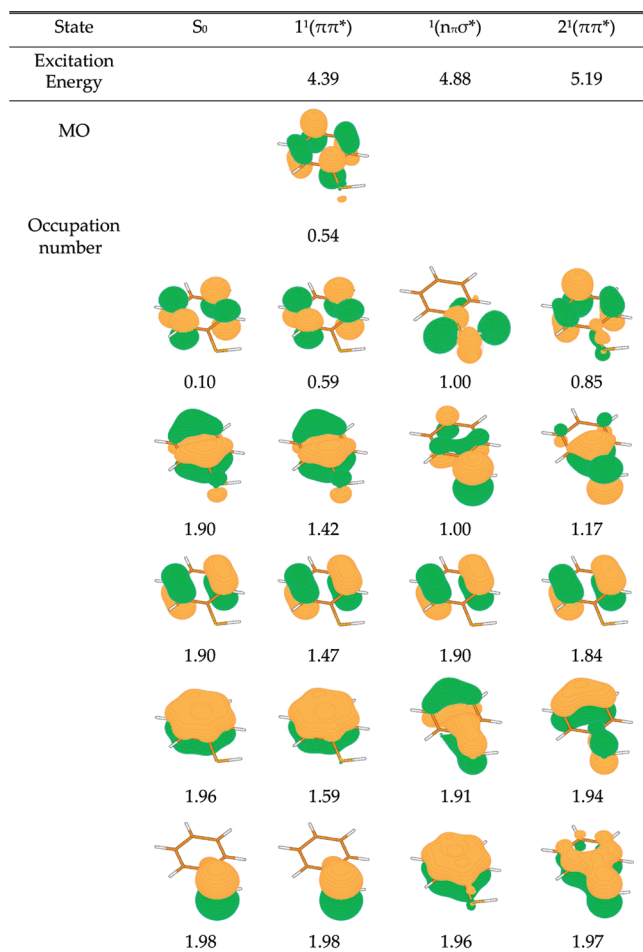 State S₀ 1¹(ππ*) ¹(nπσ*) 2¹(ππ*)
Excitation
Energy
4.39 4.88 5.19
MO
Occupation
number
0.54
0.10 0.59 1.00 0.85
1.90 1.42 1.00 1.17
1.90 1.47 1.90 1.84
1.96 1.59 1.91 1.94
1.98 1.98 1.96 1.97